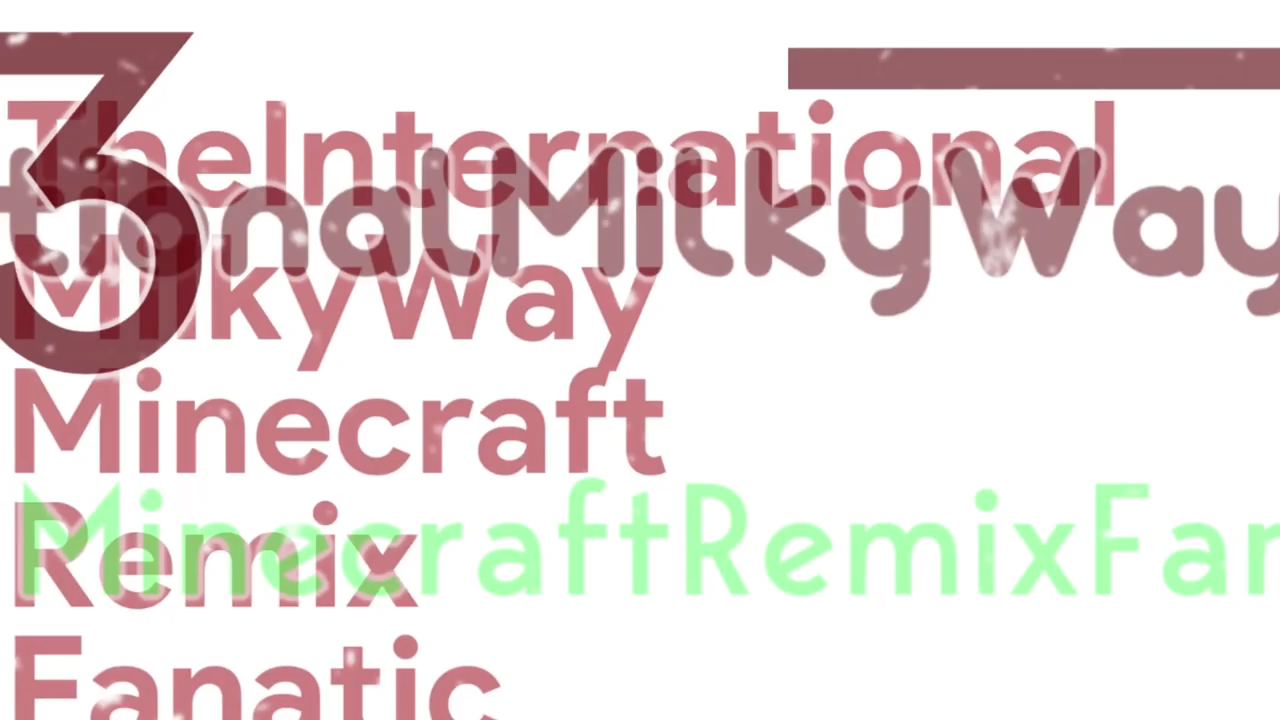 3
TheInternational
tionalMilkyWay
MilkyWay
Minecraft
MinecraftRemixFan
Remix
Fanatic